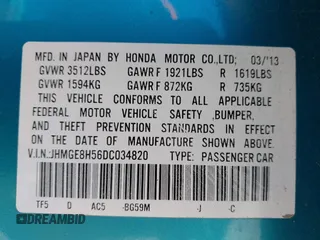 MFD. IN JAPAN BY HONDA MOTOR CO.,LTD; 03/'13
GVWR 3512LBS GAWR F 1921LBS R 1619LBS
GVWR 1594KG GAWR F 872KG R 735KG
THIS VEHICLE CONFORMS TO ALL APPLICABLE
FEDERAL MOTOR VEHICLE SAFETY ,BUMPER,
AND THEFT PREVENTION STANDARDS IN EFFECT
ON THE DATE OF MANUFACTURE SHOWN ABOVE.
V.I.N.:JHMGE8H56DC034820 TYPE: PASSENGER CAR
TF5 D AC5 -BG59M -J -C
DREAMBID